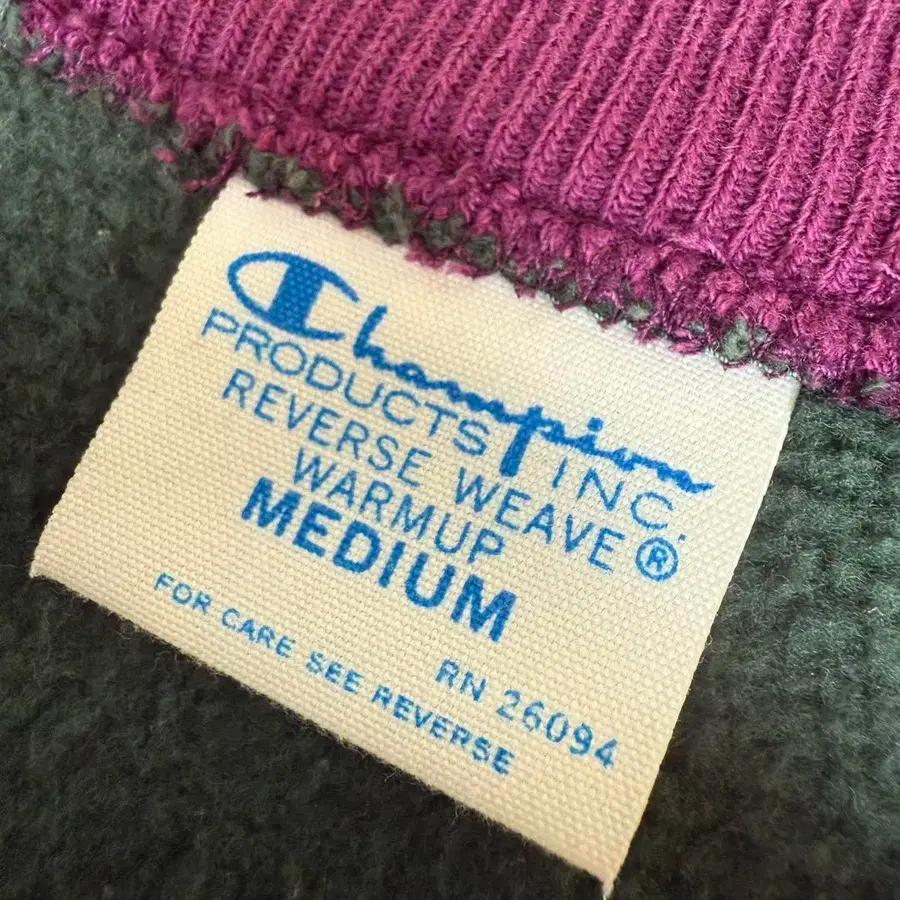 Champion
PRODUCTS INC.
REVERSE WEAVE®
WARMUP
MEDIUM
RN 26094
FOR CARE SEE REVERSE